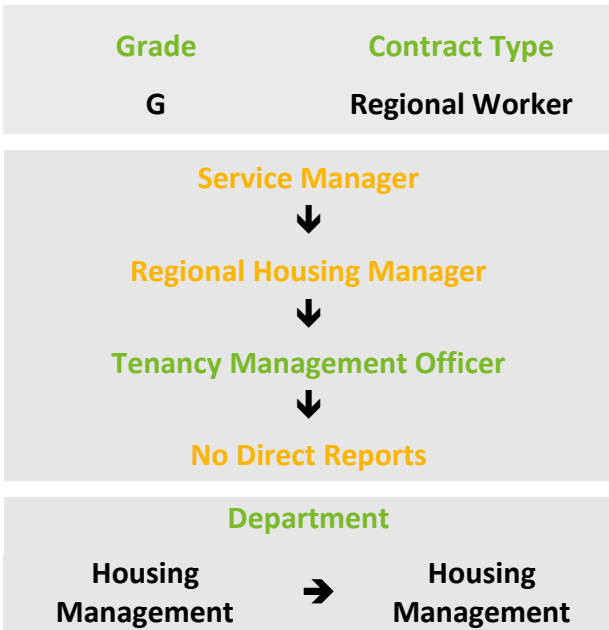 Grade Contract Type
G Regional Worker
Service Manager
↓
Regional Housing Manager
↓
Tenancy Management Officer
↓
No Direct Reports
Department
Housing Management → Housing Management